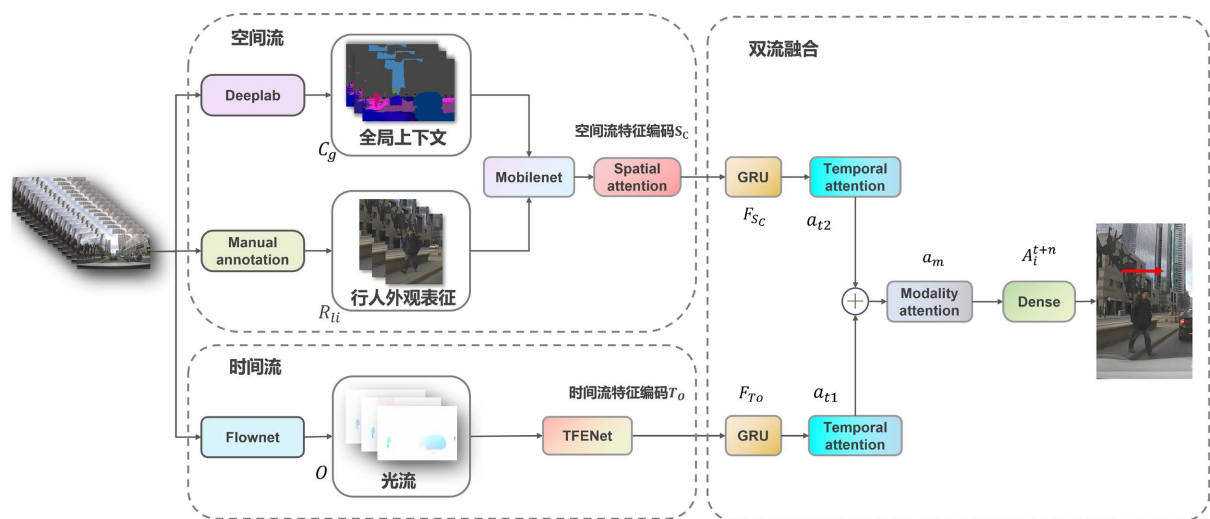 空间流
Deeplab
C_g
全局上下文
Manual
annotation
R_{li}
行人外观表征
Mobilenet
空间流特征编码S_C
Spatial
attention
时间流
Flownet
O
光流
时间流特征编码T_O
TFENet
双流融合
GRU
F_{S_C}
Temporal
attention
a_{t2}
F_{To}
GRU
a_{t1}
Temporal
attention
a_m
Modality
attention
A_i^{t+n}
Dense